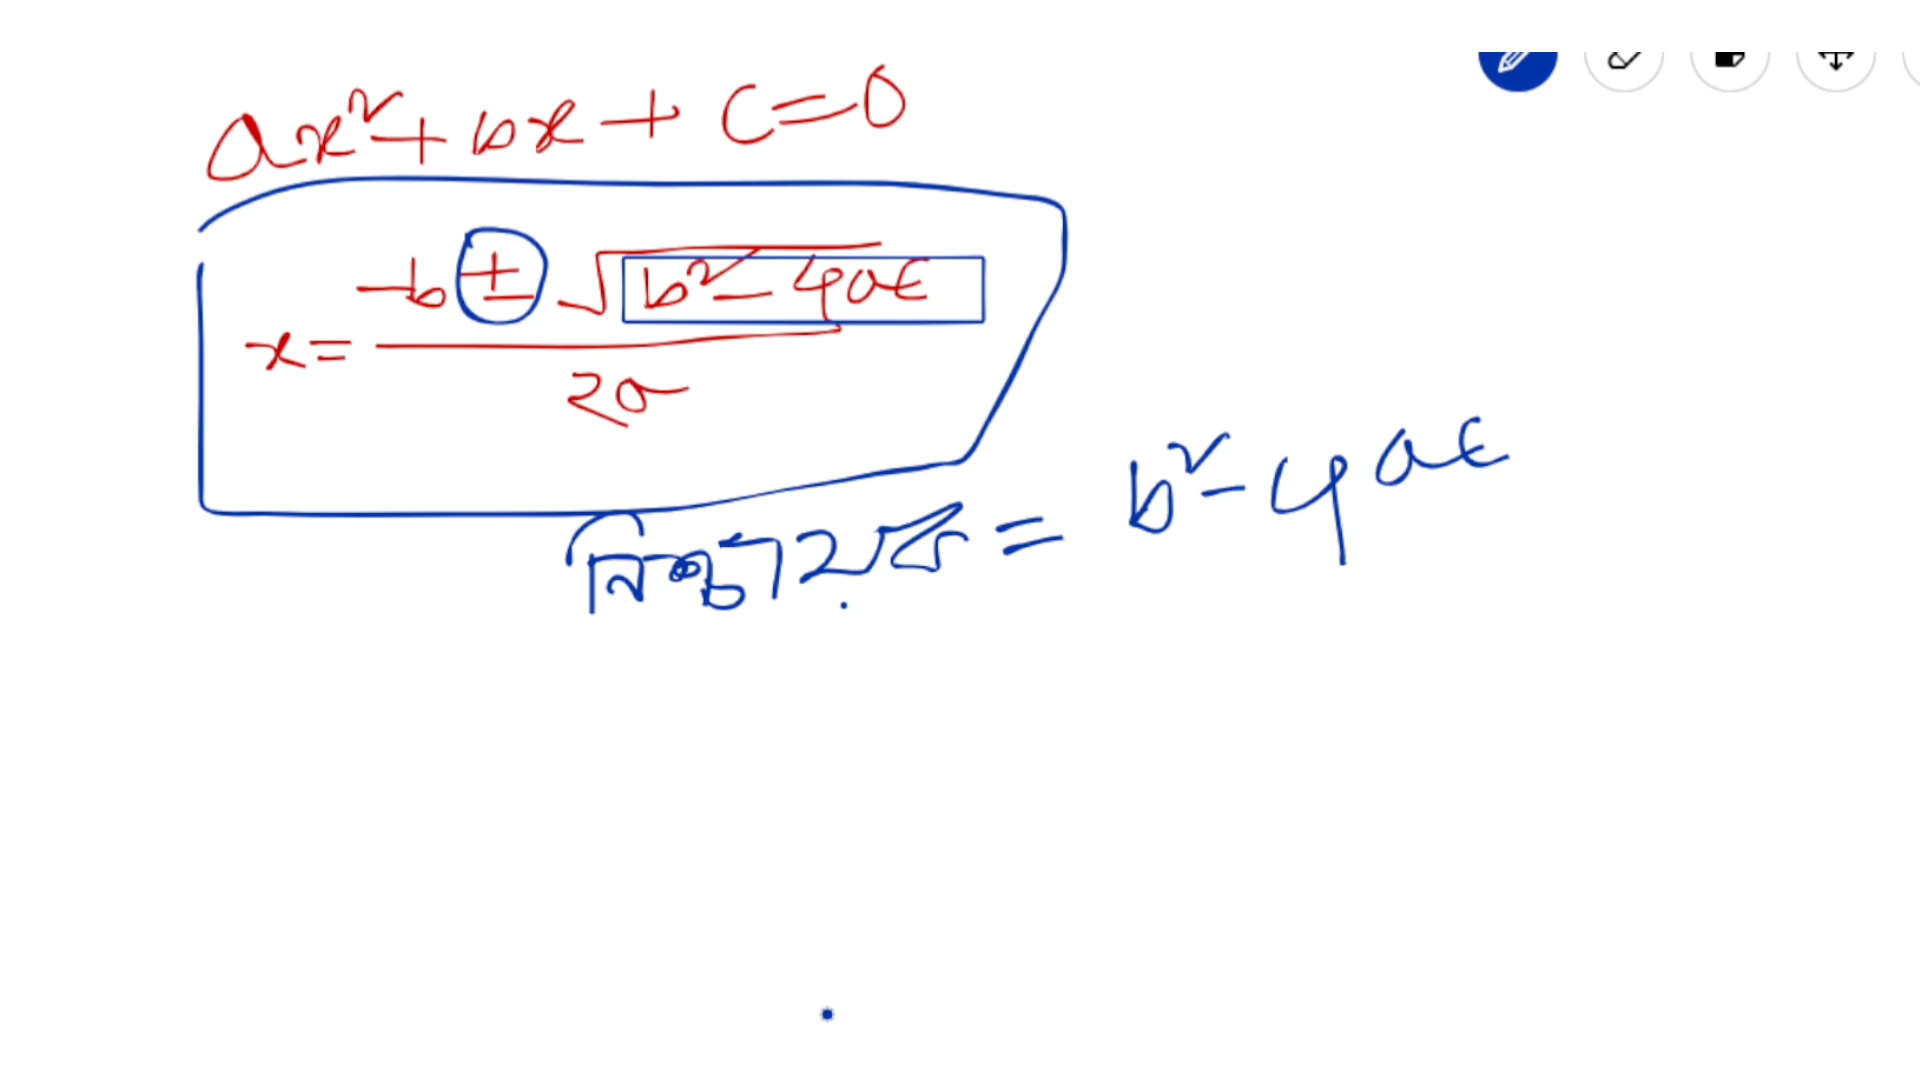 ax² + bx + c = 0
x = (-b ± √(b² - 4ac)) / 2a
নিশ্চায়ক = b² - 4ac